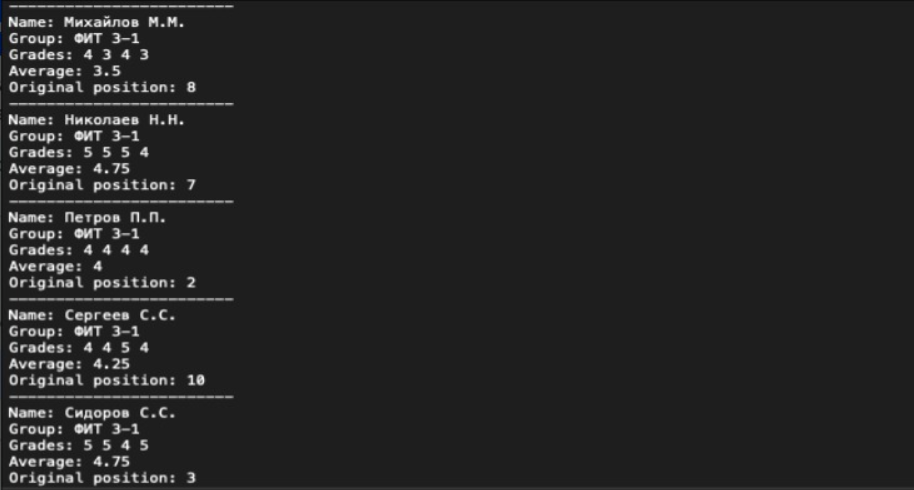 ------------------------
Name: Михайлов М.М.
Group: ФИТ 3-1
Grades: 4 3 4 3
Average: 3.5
Original position: 8
------------------------
Name: Николаев Н.Н.
Group: ФИТ 3-1
Grades: 5 5 5 4
Average: 4.75
Original position: 7
------------------------
Name: Петров П.П.
Group: ФИТ 3-1
Grades: 4 4 4 4
Average: 4
Original position: 2
------------------------
Name: Сергеев С.С.
Group: ФИТ 3-1
Grades: 4 4 5 4
Average: 4.25
Original position: 10
------------------------
Name: Сидоров С.С.
Group: ФИТ 3-1
Grades: 5 5 4 5
Average: 4.75
Original position: 3